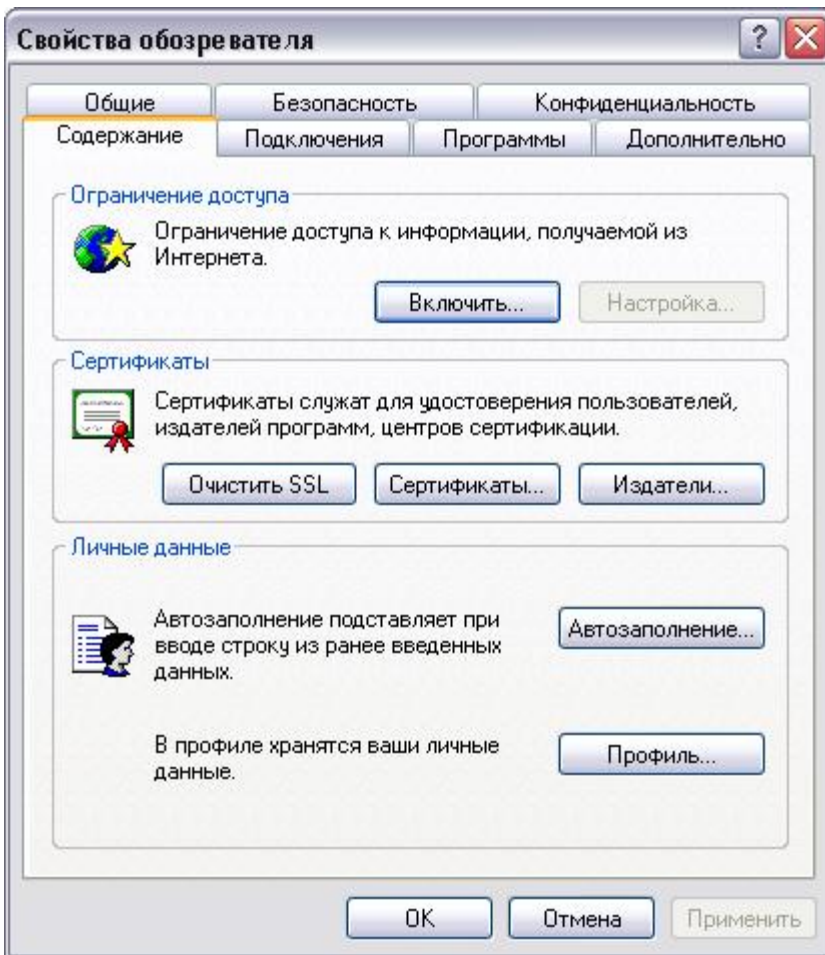 Свойства обозревателя
Общие Безопасность Конфиденциальность
Содержание Подключения Программы Дополнительно
Ограничение доступа
Ограничение доступа к информации, получаемой из
Интернета.
Включить... Настройка...
Сертификаты
Сертификаты служат для удостоверения пользователей,
издателей программ, центров сертификации.
Очистить SSL Сертификаты... Издатели...
Личные данные
Автозаполнение подставляет при
вводе строку из ранее введенных
данных.
Автозаполнение...
В профиле хранятся ваши личные
данные.
Профиль...
OK Отмена Применить